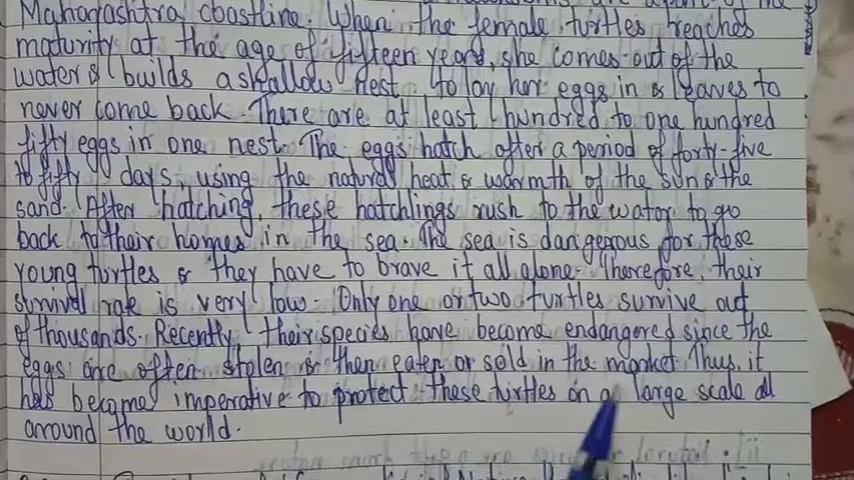 are a part of the
Maharashtra coastline. When the female turtles reaches
maturity at the age of fifteen years, she comes out of the
water & builds a shallow nest to lay her eggs in & leaves to
never come back. There are at least hundred to one hundred
fifty eggs in one nest. The eggs hatch after a period of forty-five
to fifty days, using the natural heat & warmth of the sun & the
sand. After hatching, these hatchlings rush to the water to go
back to their homes in the sea. The sea is dangerous for these
young turtles & they have to brave it all alone. Therefore their
survival rate is very low. Only one or two turtles survive out
of thousands. Recently their species have become endangered since the
eggs are often stolen & then eaten or sold in the market. Thus, it
has become imperative to protect these turtles on a large scale all
around the world.